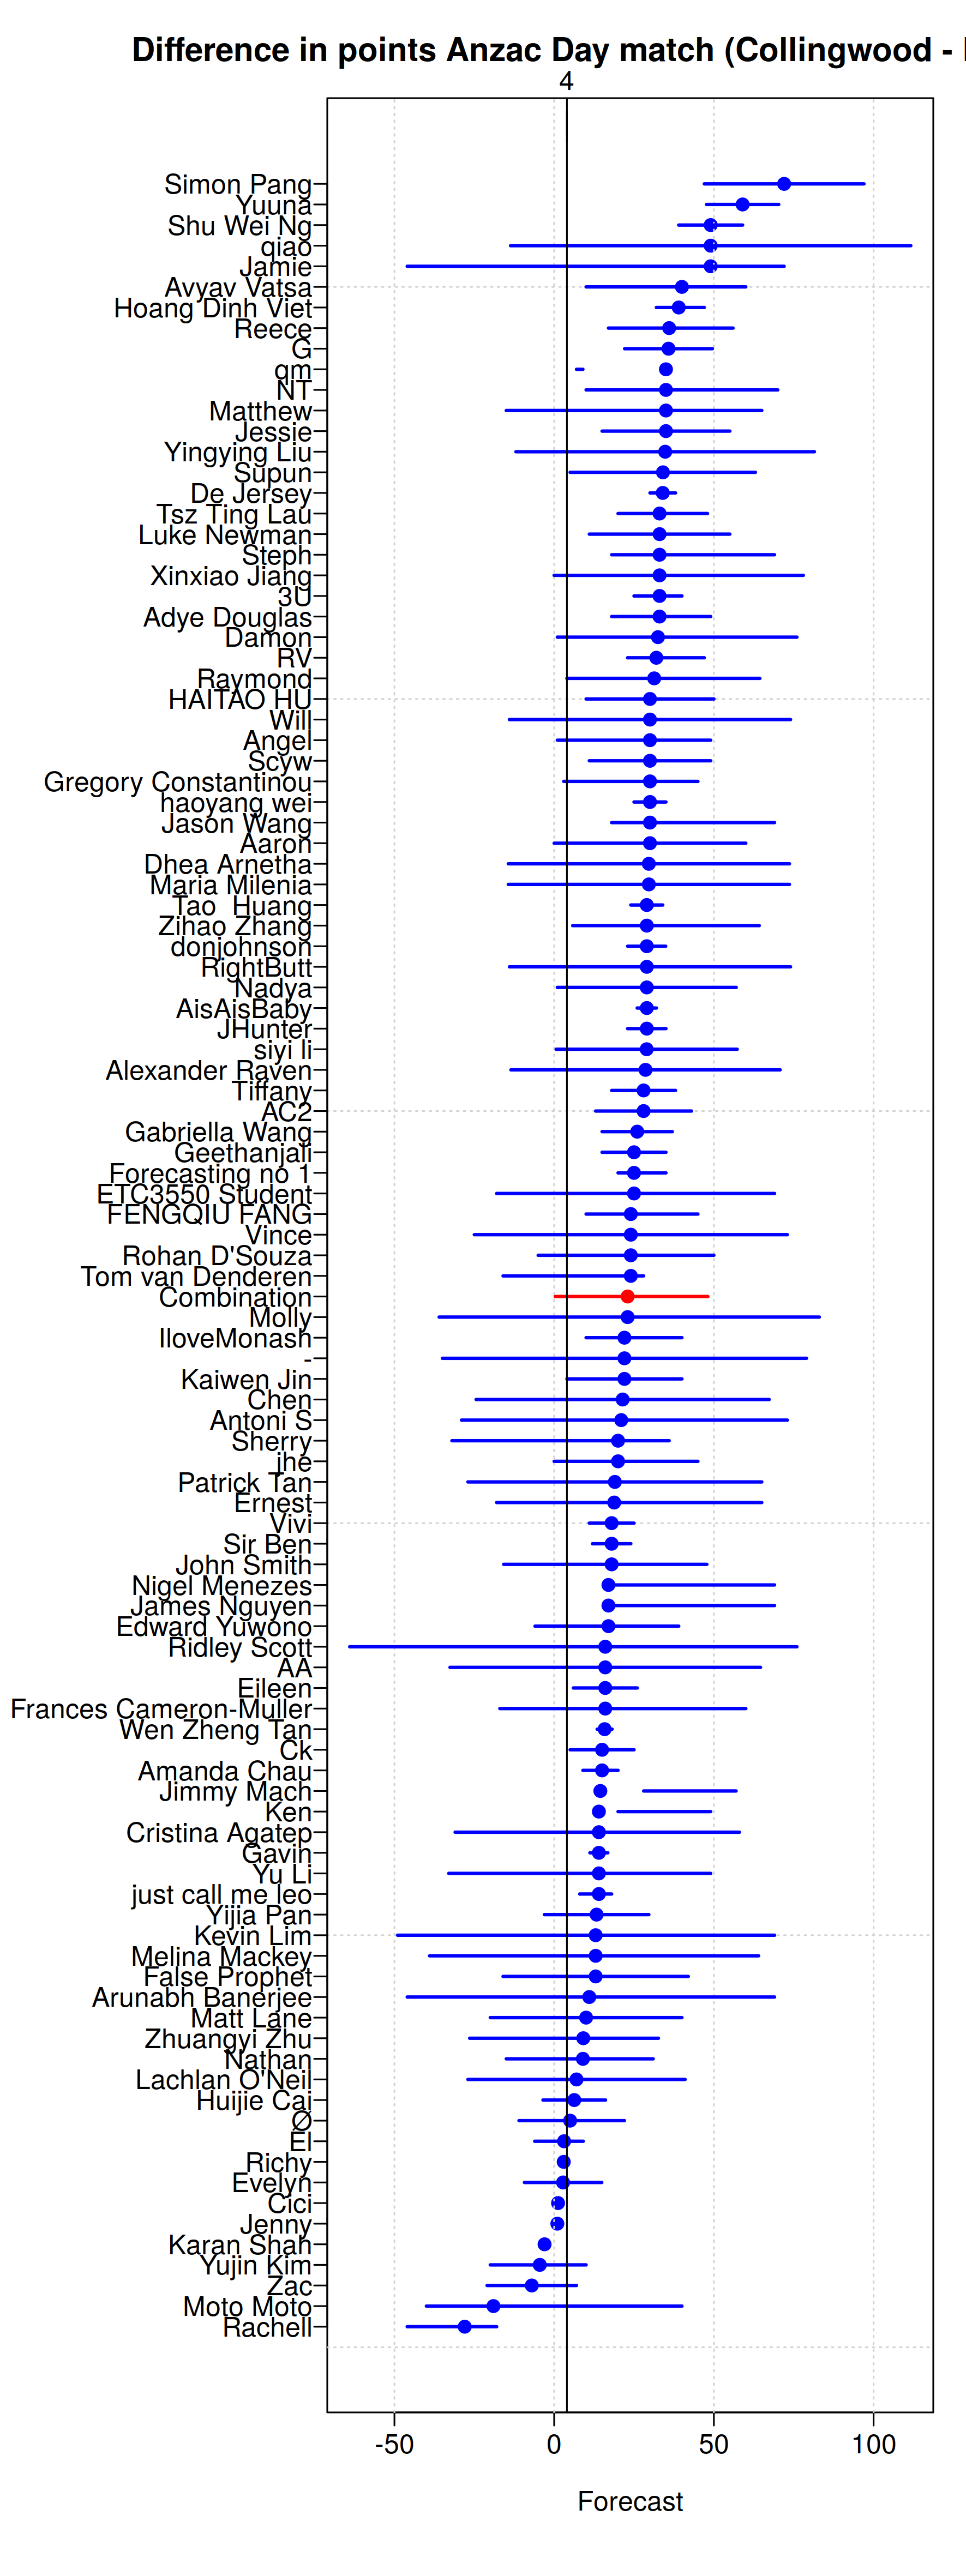 Difference in points Anzac Day match (Collingwood -
4
Simon Pang
Yuuna
Shu Wei Ng
qiao
Jamie
Avyav Vatsa
Hoang Dinh Viet
Reece
G
qm
NT
Matthew
Jessie
Yingying Liu
Supun
De Jersey
Tsz Ting Lau
Luke Newman
Steph
Xinxiao Jiang
3U
Adye Douglas
Damon
RV
Raymond
HAITAO HU
Will
Angel
Scyw
Gregory Constantinou
haoyang wei
Jason Wang
Aaron
Dhea Arnetha
Maria Milenia
Tao  Huang
Zihao Zhang
donjohnson
RightButt
Nadya
AisAisBaby
JHunter
siyi li
Alexander Raven
Tiffany
AC2
Gabriella Wang
Geethanjali
Forecasting no 1
ETC3550 Student
FENGQIU FANG
Vince
Rohan D'Souza
Tom van Denderen
Combination
Molly
IloveMonash
-
Kaiwen Jin
Chen
Antoni S
Sherry
jhe
Patrick Tan
Ernest
Vivi
Sir Ben
John Smith
Nigel Menezes
James Nguyen
Edward Yuwono
Ridley Scott
AA
Eileen
Frances Cameron-Muller
Wen Zheng Tan
Ck
Amanda Chau
Jimmy Mach
Ken
Cristina Agatep
Gavin
Yu Li
just call me leo
Yijia Pan
Kevin Lim
Melina Mackey
False Prophet
Arunabh Banerjee
Matt Lane
Zhuangyi Zhu
Nathan
Lachlan O'Neil
Huijie Cai
Ø
El
Richy
Evelyn
Cici
Jenny
Karan Shah
Yujin Kim
Zac
Moto Moto
Rachell
-50 0 50 100
Forecast